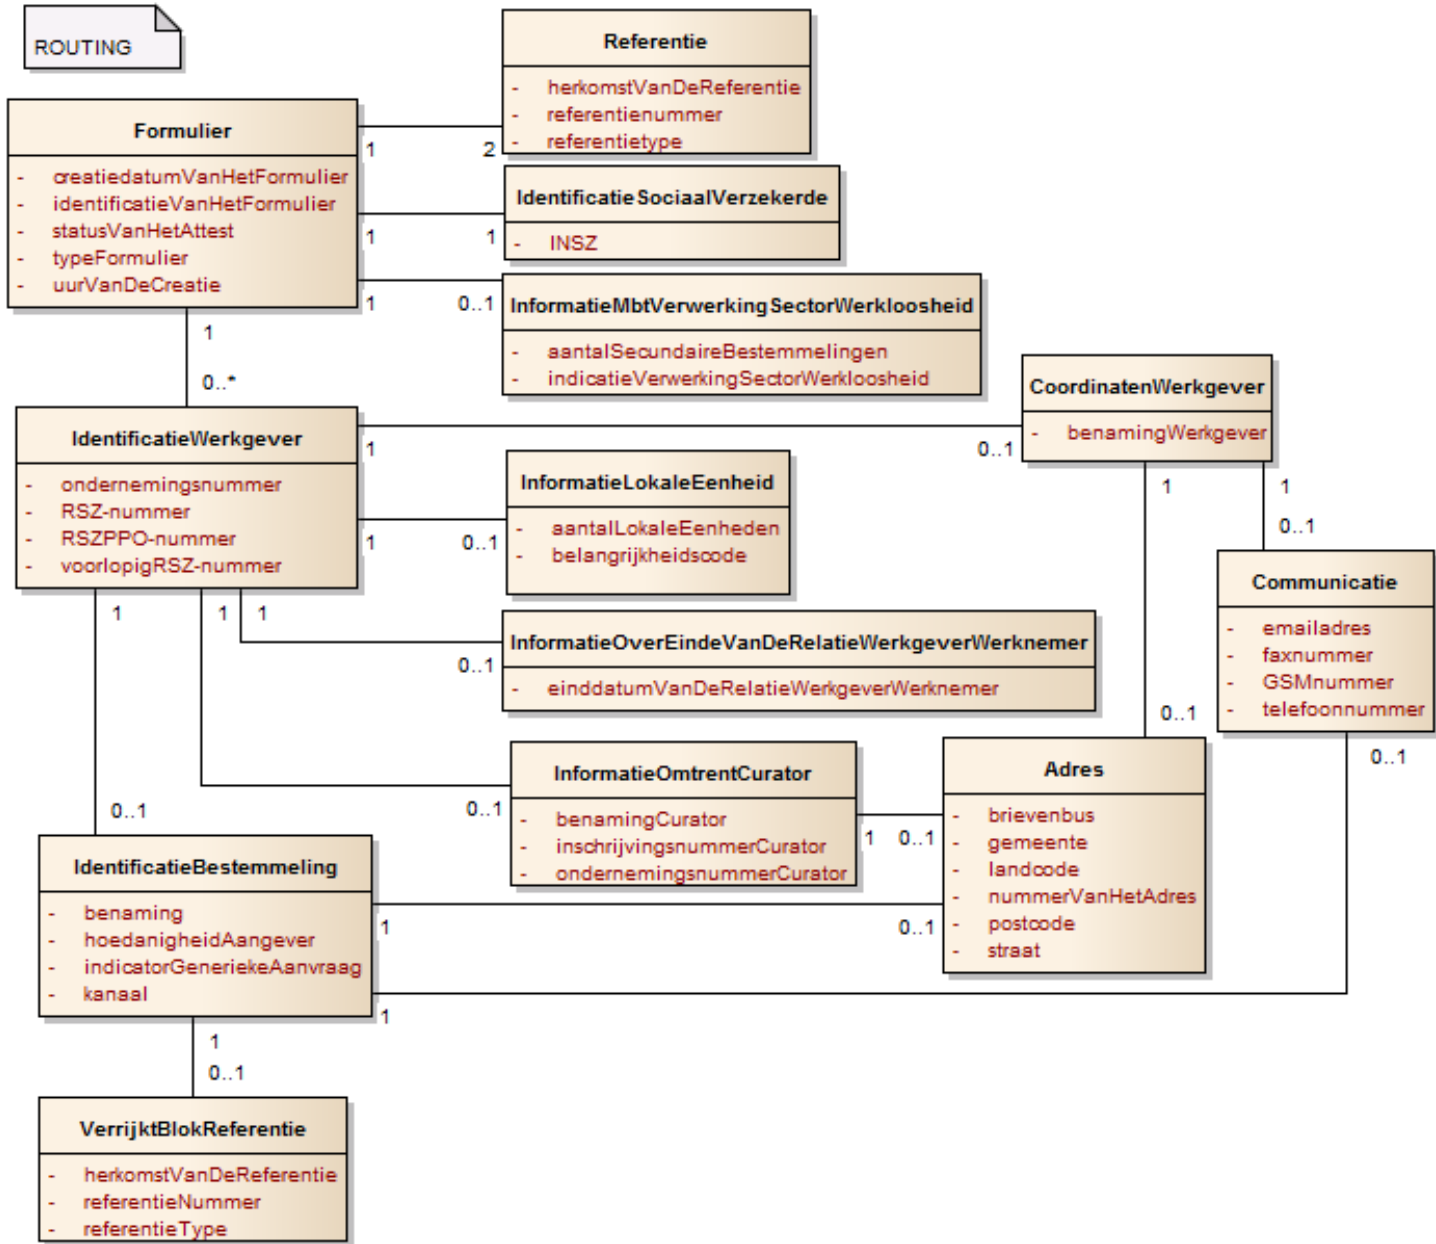 ROUTING
Referentie
- herkomstVanDeReferentie
- referentienummer
- referentietype
Formulier
- creatiedatumVanHetFormulier
- identificatieVanHetFormulier
- statusVanHetAttest
- typeFormulier
- uurVanDeCreatie
1
2
IdentificatieSociaalVerzekerde
- INSZ
1
1
InformatieMbtVerwerkingSectorWerkloosheid
- aantalSecundaireBestemmelingen
- indicatieVerwerkingSectorWerkloosheid
1
0..1
1
0..*
CoordinatenWerkgever
- benamingWerkgever
IdentificatieWerkgever
- ondernemingsnummer
- RSZ-nummer
- RSZPPO-nummer
- voorlopigRSZ-nummer
1
0..1
InformatieLokaleEenheid
- aantalLokaleEenheden
- belangrijkheidscode
1
0..1
1
1
0..1
Communicatie
- emailadres
- faxnummer
- GSMnummer
- telefoonnummer
1
1
1
InformatieOverEindeVanDeRelatieWerkgeverWerknemer
- einddatumVanDeRelatieWerkgeverWerknemer
0..1
0..1
0..1
InformatieOmtrentCurator
- benamingCurator
- inschrijvingsnummerCurator
- ondernemingsnummerCurator
0..1
0..1
Adres
- brievenbus
- gemeente
- landcode
- nummerVanHetAdres
- postcode
- straat
1
0..1
IdentificatieBestemmeling
- benaming
- hoedanigheidAangever
- indicatorGeneriekeAanvraag
- kanaal
1
0..1
1
1
0..1
VerrijktBlokReferentie
- herkomstVanDeReferentie
- referentieNummer
- referentieType